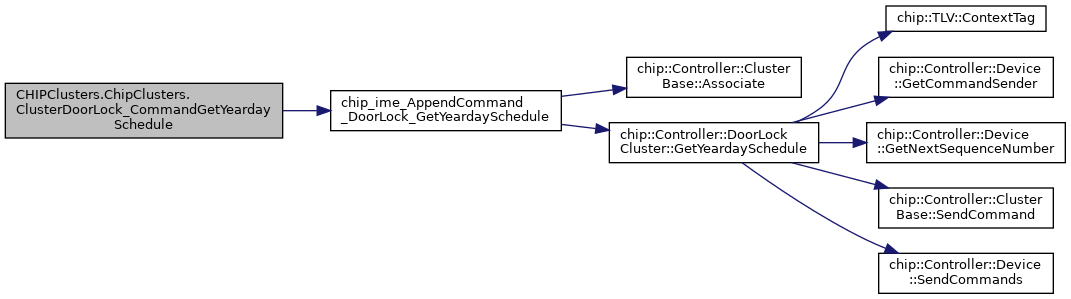 CHIPClusters.ChipClusters.
ClusterDoorLock_CommandGetYearday
Schedule
chip_ime_AppendCommand
_DoorLock_GetYeardaySchedule
chip::Controller::Cluster
Base::Associate
chip::Controller::DoorLock
Cluster::GetYeardaySchedule
chip::TLV::ContextTag
chip::Controller::Device
::GetCommandSender
chip::Controller::Device
::GetNextSequenceNumber
chip::Controller::Cluster
Base::SendCommand
chip::Controller::Device
::SendCommands